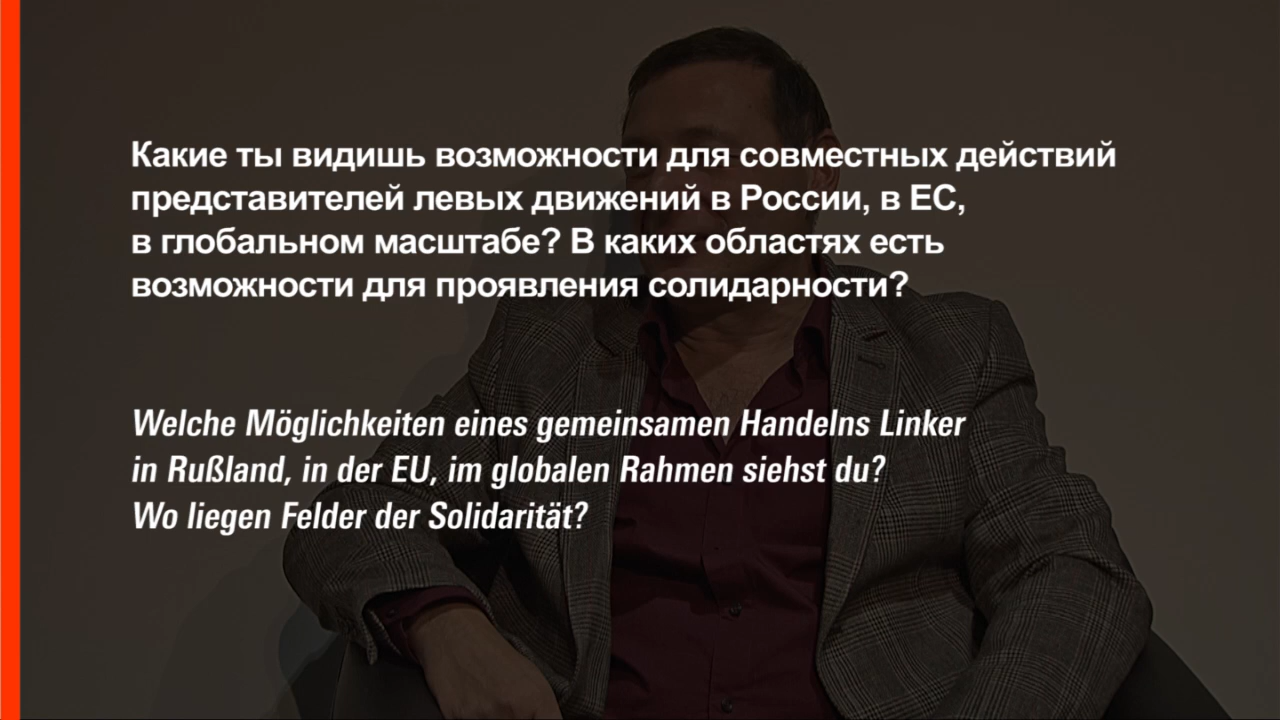 Какие ты видишь возможности для совместных действий
представителей левых движений в России, в ЕС,
в глобальном масштабе? В каких областях есть
возможности для проявления солидарности?
Welche Möglichkeiten eines gemeinsamen Handelns Linker
in Rußland, in der EU, im globalen Rahmen siehst du?
Wo liegen Felder der Solidarität?